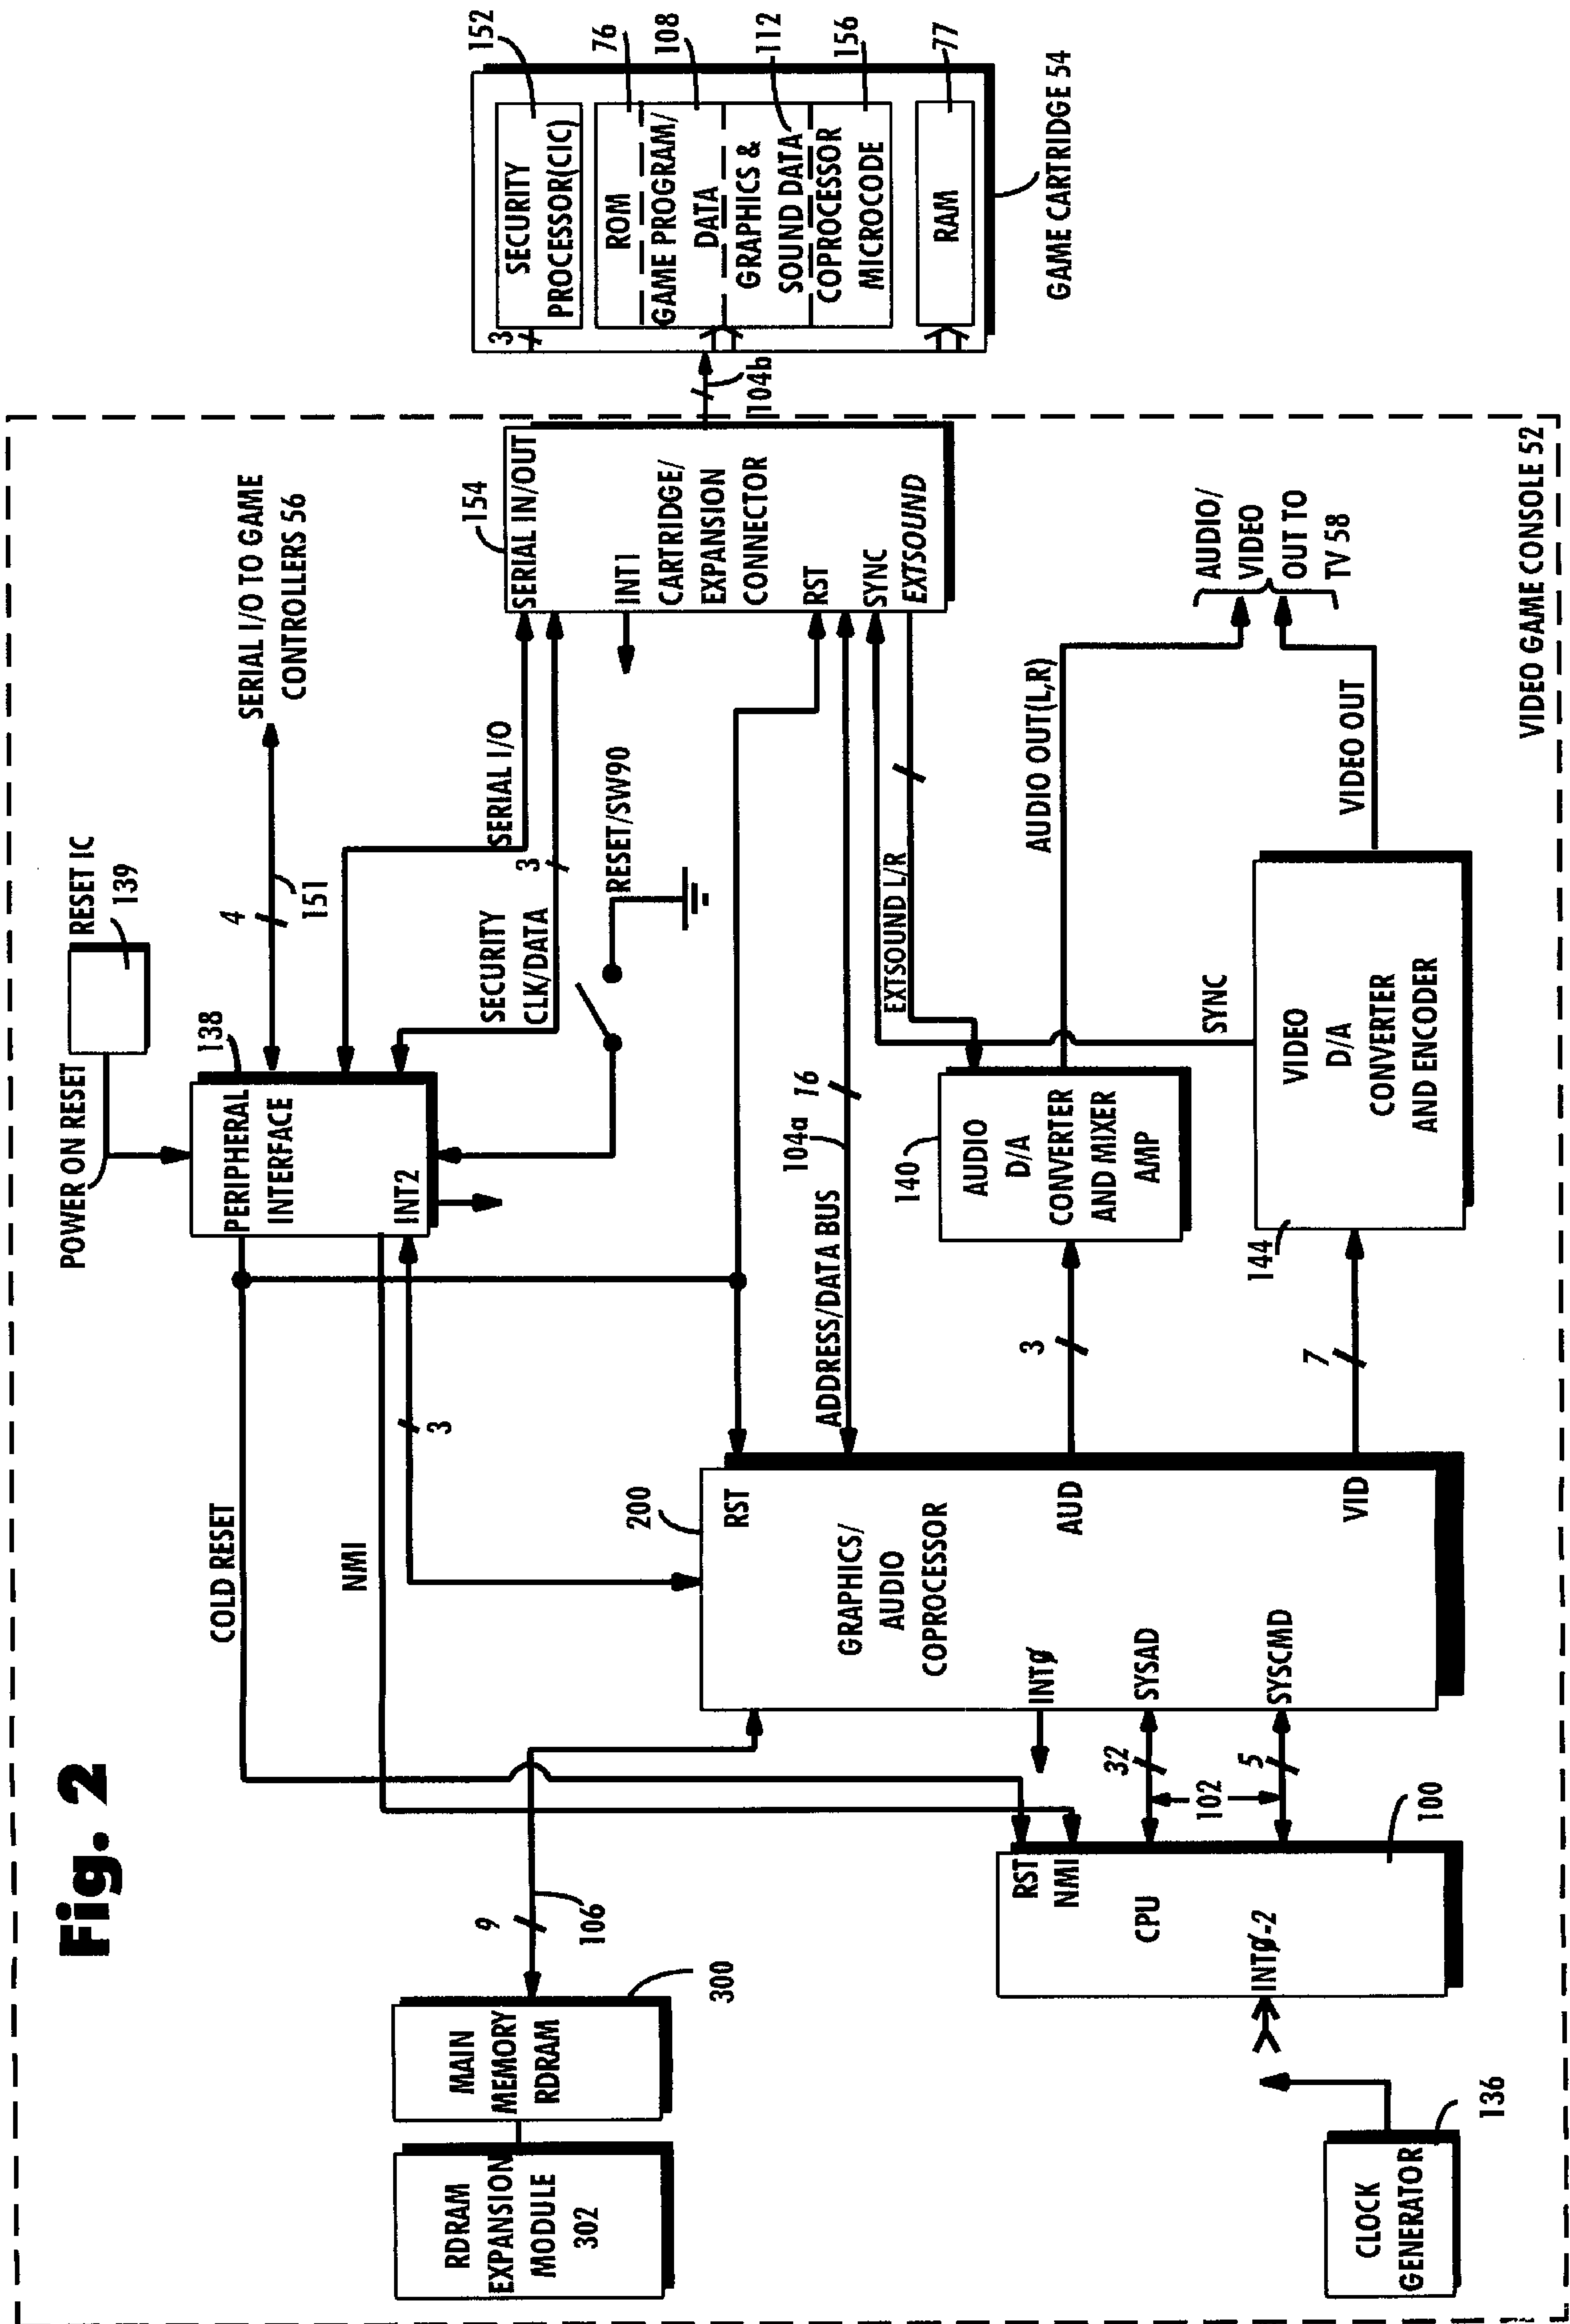 Fig. 2
VIDEO GAME CONSOLE 52
RDRAM
EXPANSION
MODULE
302
MAIN
MEMORY
RDRAM
300
9
106
CLOCK
GENERATOR
136
CPU
RST
NMI
INTØ-2
100
102
32
5
COLD RESET
NMI
3
GRAPHICS/
AUDIO
COPROCESSOR
200
RST
AUD
VID
INTØ
SYSAD
SYSCMD
POWER ON RESET
RESET IC
139
PERIPHERAL
INTERFACE
INT2
138
4
151
SERIAL I/O TO GAME
CONTROLLERS 56
SERIAL I/O
SECURITY
CLK/DATA
3
RESET/SW90
ADDRESS/DATA BUS
104a
16
3
7
AUDIO
D/A
CONVERTER
AND MIXER
AMP
140
VIDEO
D/A
CONVERTER
AND ENCODER
144
EXTSOUND L/R
SYNC
AUDIO OUT(L,R)
VIDEO OUT
AUDIO/
VIDEO
OUT TO
TV 58
154
SERIAL IN/OUT
INT1
CARTRIDGE/
EXPANSION
CONNECTOR
RST
SYNC
EXTSOUND
104b
3
SECURITY
PROCESSOR(CIC)
152
ROM
76
GAME PROGRAM/
DATA
108
GRAPHICS &
SOUND DATA
112
COPROCESSOR
MICROCODE
156
RAM
77
GAME CARTRIDGE 54